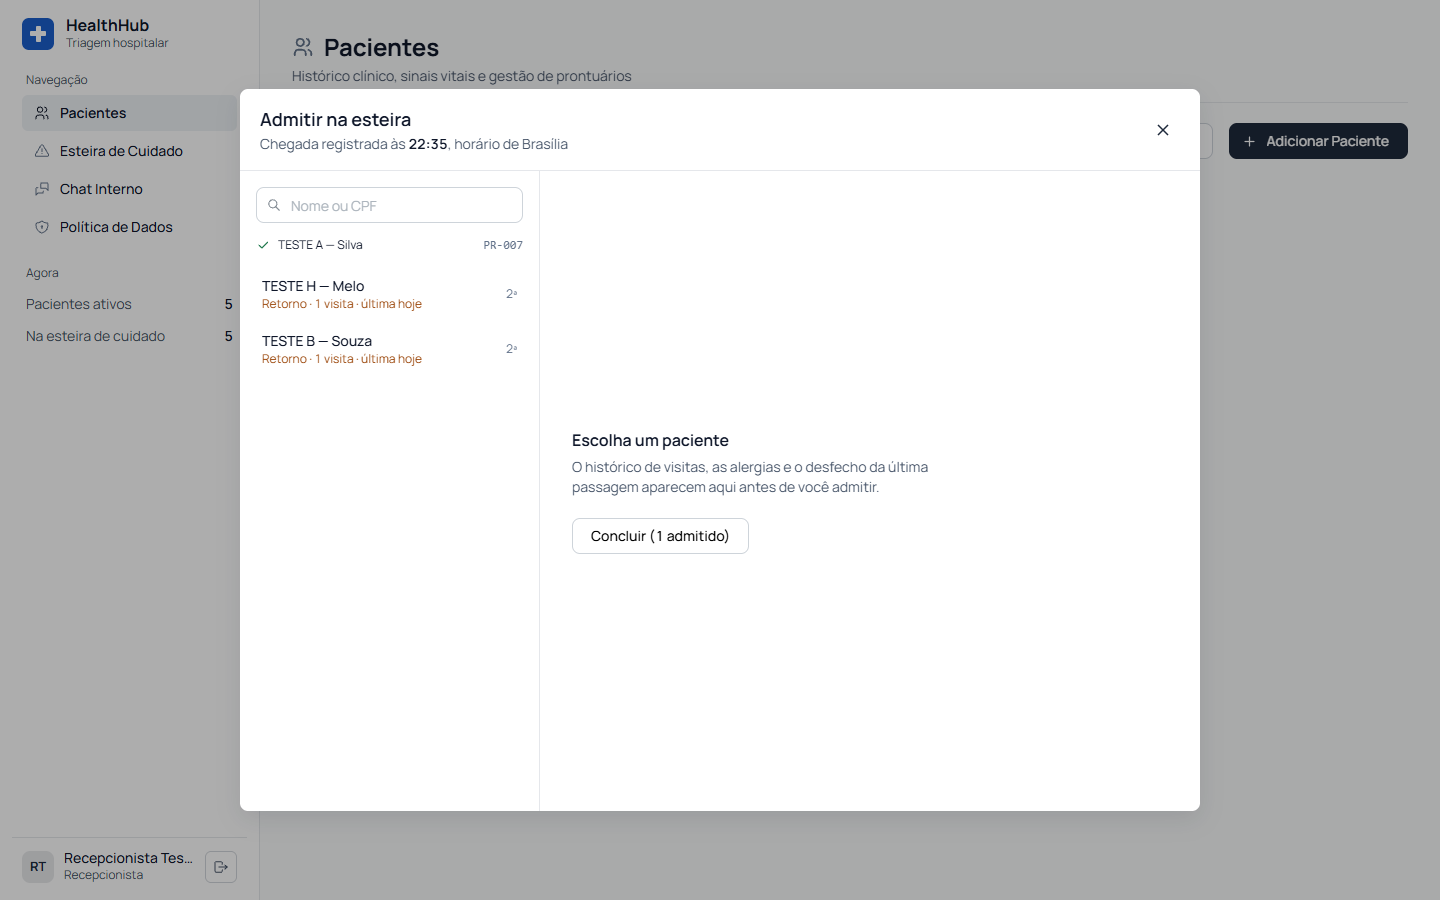 HealthHub
Triagem hospitalar
Navegação
Pacientes
Esteira de Cuidado
Chat Interno
Política de Dados
Agora
Pacientes ativos 5
Na esteira de cuidado 5
RT
Recepcionista Tes...
Recepcionista
Pacientes
Histórico clínico, sinais vitais e gestão de prontuários
Adicionar Paciente
Admitir na esteira
Chegada registrada às 22:35, horário de Brasília
Nome ou CPF
TESTE A — Silva PR-007
TESTE H — Melo
Retorno · 1 visita · última hoje
2ª
TESTE B — Souza
Retorno · 1 visita · última hoje
2ª
Escolha um paciente
O histórico de visitas, as alergias e o desfecho da última
passagem aparecem aqui antes de você admitir.
Concluir (1 admitido)